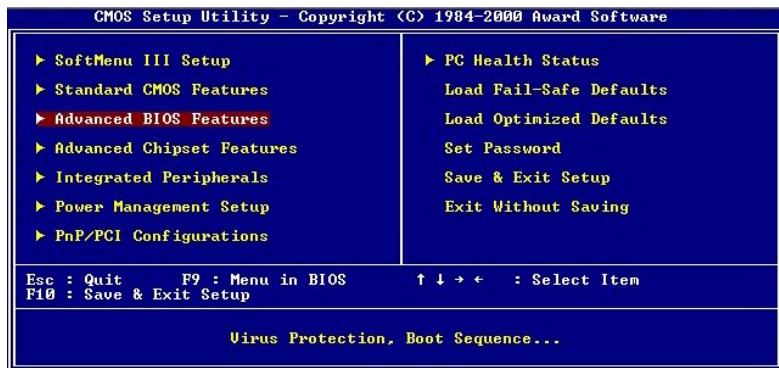 CMOS Setup Utility - Copyright (C) 1984-2000 Award Software
▶ SoftMenu III Setup
▶ Standard CMOS Features
▶ Advanced BIOS Features
▶ Advanced Chipset Features
▶ Integrated Peripherals
▶ Power Management Setup
▶ PnP/PCI Configurations
▶ PC Health Status
Load Fail-Safe Defaults
Load Optimized Defaults
Set Password
Save & Exit Setup
Exit Without Saving
Esc : Quit F9 : Menu in BIOS ↑ ↓ → ← : Select Item
F10 : Save & Exit Setup
Virus Protection, Boot Sequence...